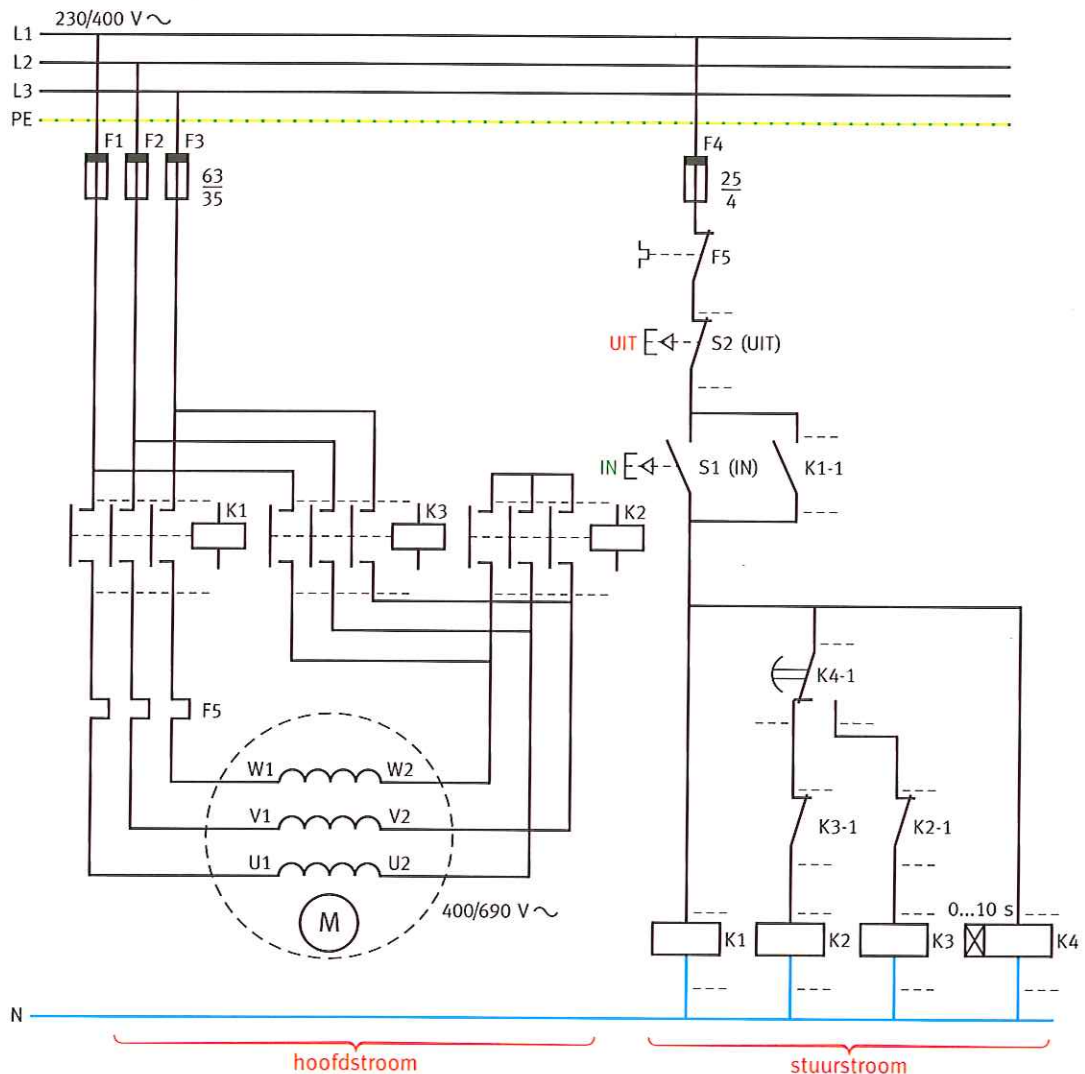 230/400 V ~
L1
L2
L3
PE
F1 F2 F3
63
35
F4
25
4
F5
UIT
S2 (UIT)
IN
S1 (IN)
K1-1
K1
K3
K2
F5
K4-1
W1 W2
V1 V2
U1 U2
M
400/690 V ~
K3-1
K2-1
0...10 s
K1
K2
K3
K4
N
hoofdstroom
stuurstroom